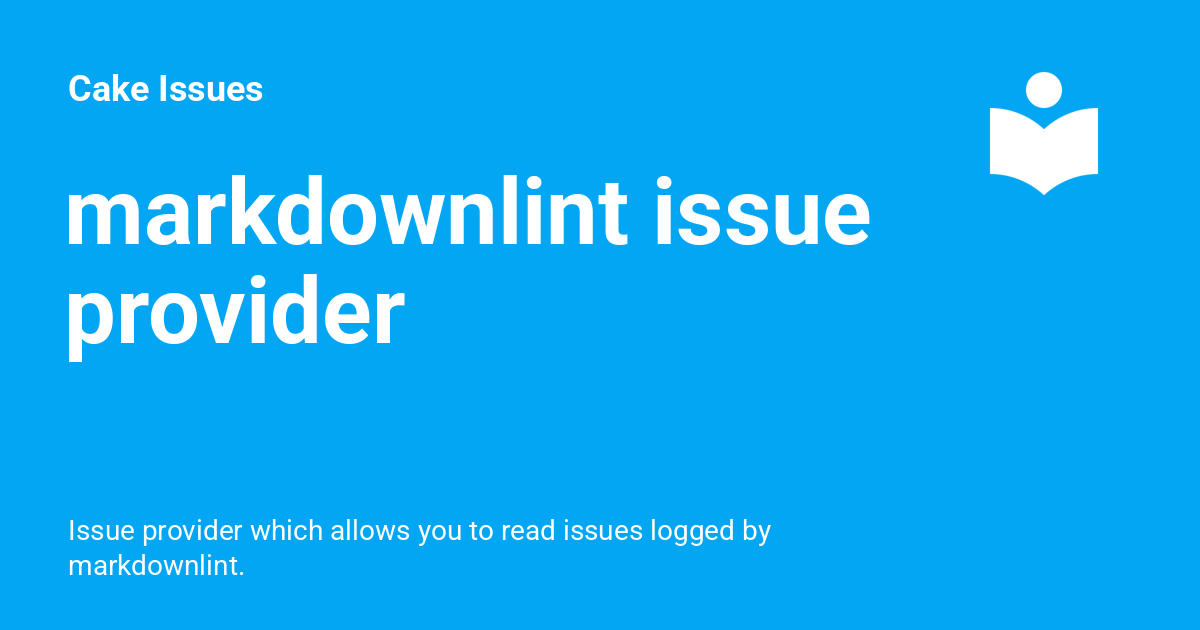 Cake Issues
markdownlint issue
provider
Issue provider which allows you to read issues logged by
markdownlint.